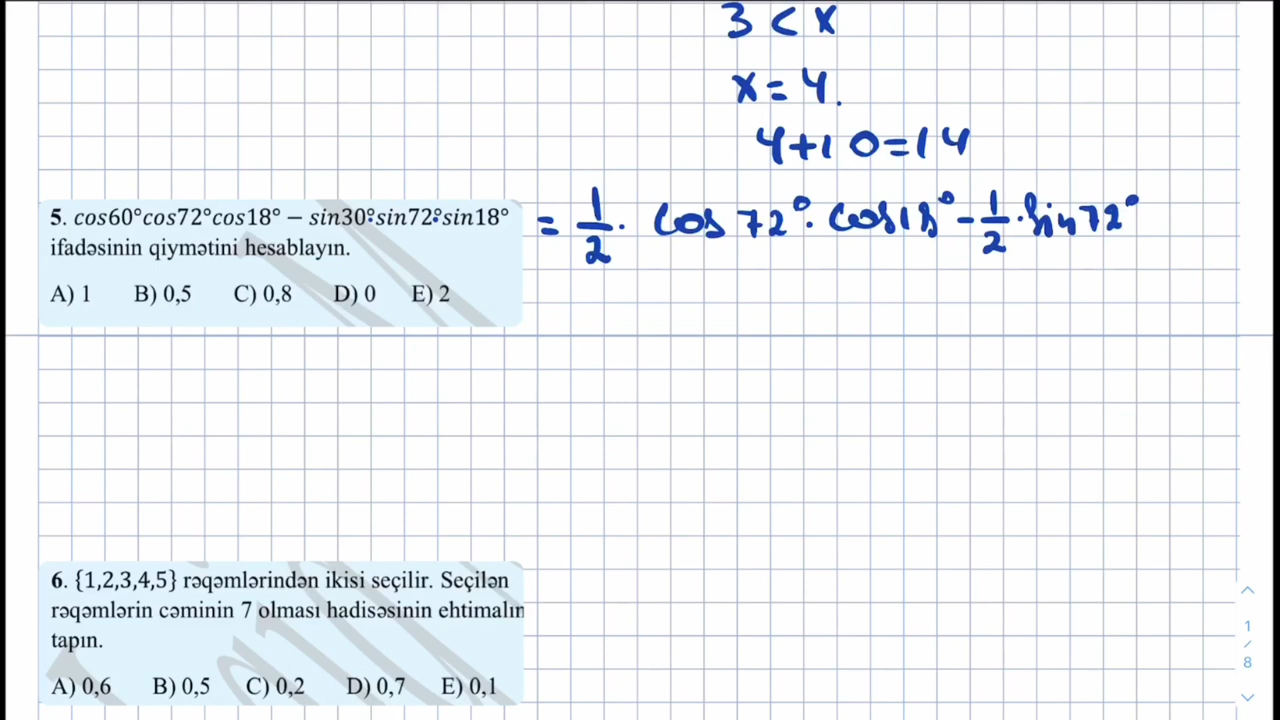 3 < x
x = 4.
4+10=14
5. cos60°cos72°cos18° − sin30°sin72°sin18° = 1/2 · cos 72° · cos18° − 1/2 · sin72°
ifadəsinin qiymətini hesablayın.
A) 1 B) 0,5 C) 0,8 D) 0 E) 2
6. {1,2,3,4,5} rəqəmlərindən ikisi seçilir. Seçilən
rəqəmlərin cəminin 7 olması hadisəsinin ehtimalın
tapın.
A) 0,6 B) 0,5 C) 0,2 D) 0,7 E) 0,1
1
/
8